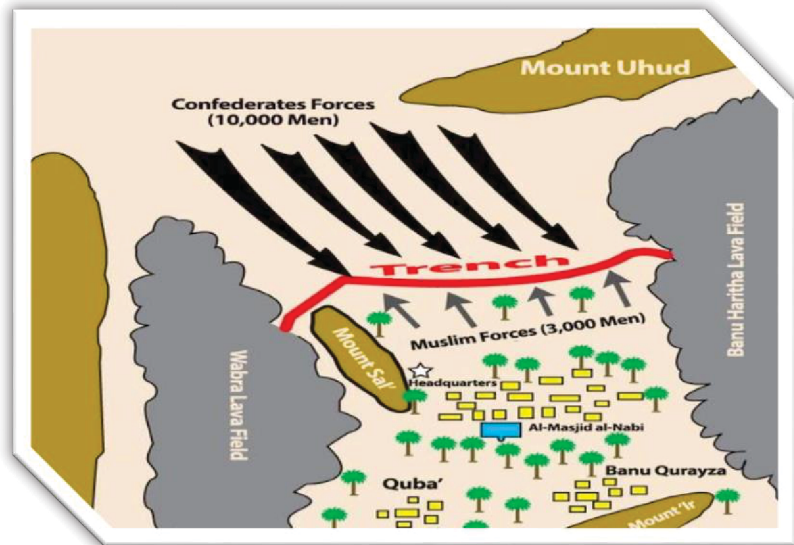 Mount Uhud
Confederates Forces
(10,000 Men)
Trench
Banu Haritha Lava Field
Muslim Forces (3,000 Men)
Mount Sal'
Headquarters
Wabra Lava Field
Al-Masjid al-Nabi
Banu Qurayza
Quba'
Mount 'Ir